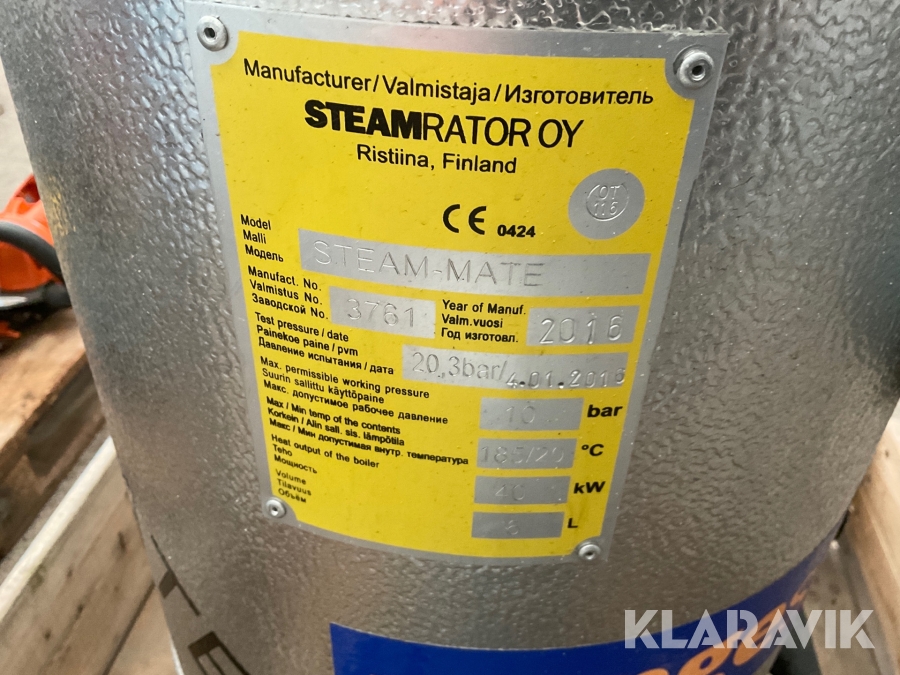 Manufacturer/Valmistaja/Изготовитель
STEAMRATOR OY
Ristiina, Finland
CE 0424
OT
116
Model
Malli
Модель
STEAM-MATE
Manufact. No.
Valmistus No.
Заводской No.
3761
Year of Manuf.
Valm.vuosi
Год изготовл.
2016
Test pressure / date
Painekoe paine / pvm
Давление испытания / дата
20,3bar/4.01.2016
Max. permissible working pressure
Suurin sallittu käyttöpaine
Макс. допустимое рабочее давление
10 bar
Max / Min temp of the contents
Korkein / Alin sall. sis. lämpötila
Макс / Мин допустимая внутр. температура
185/20 °C
Heat output of the boiler
Teho
Мощность
40 kW
Volume
Tilavuus
Объём
6 L
KLARAVIK